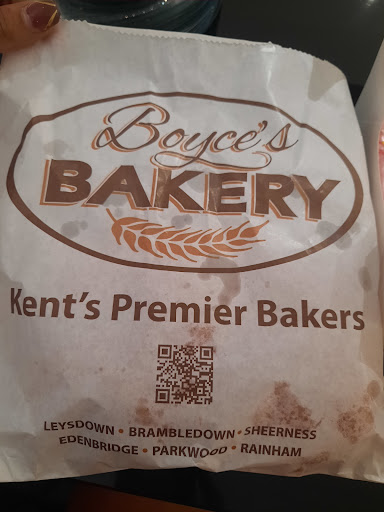 Boyce's
BAKERY
Kent's Premier Bakers
LEYSDOWN • BRAMBLEDOWN • SHEERNESS
EDENBRIDGE • PARKWOOD • RAINHAM